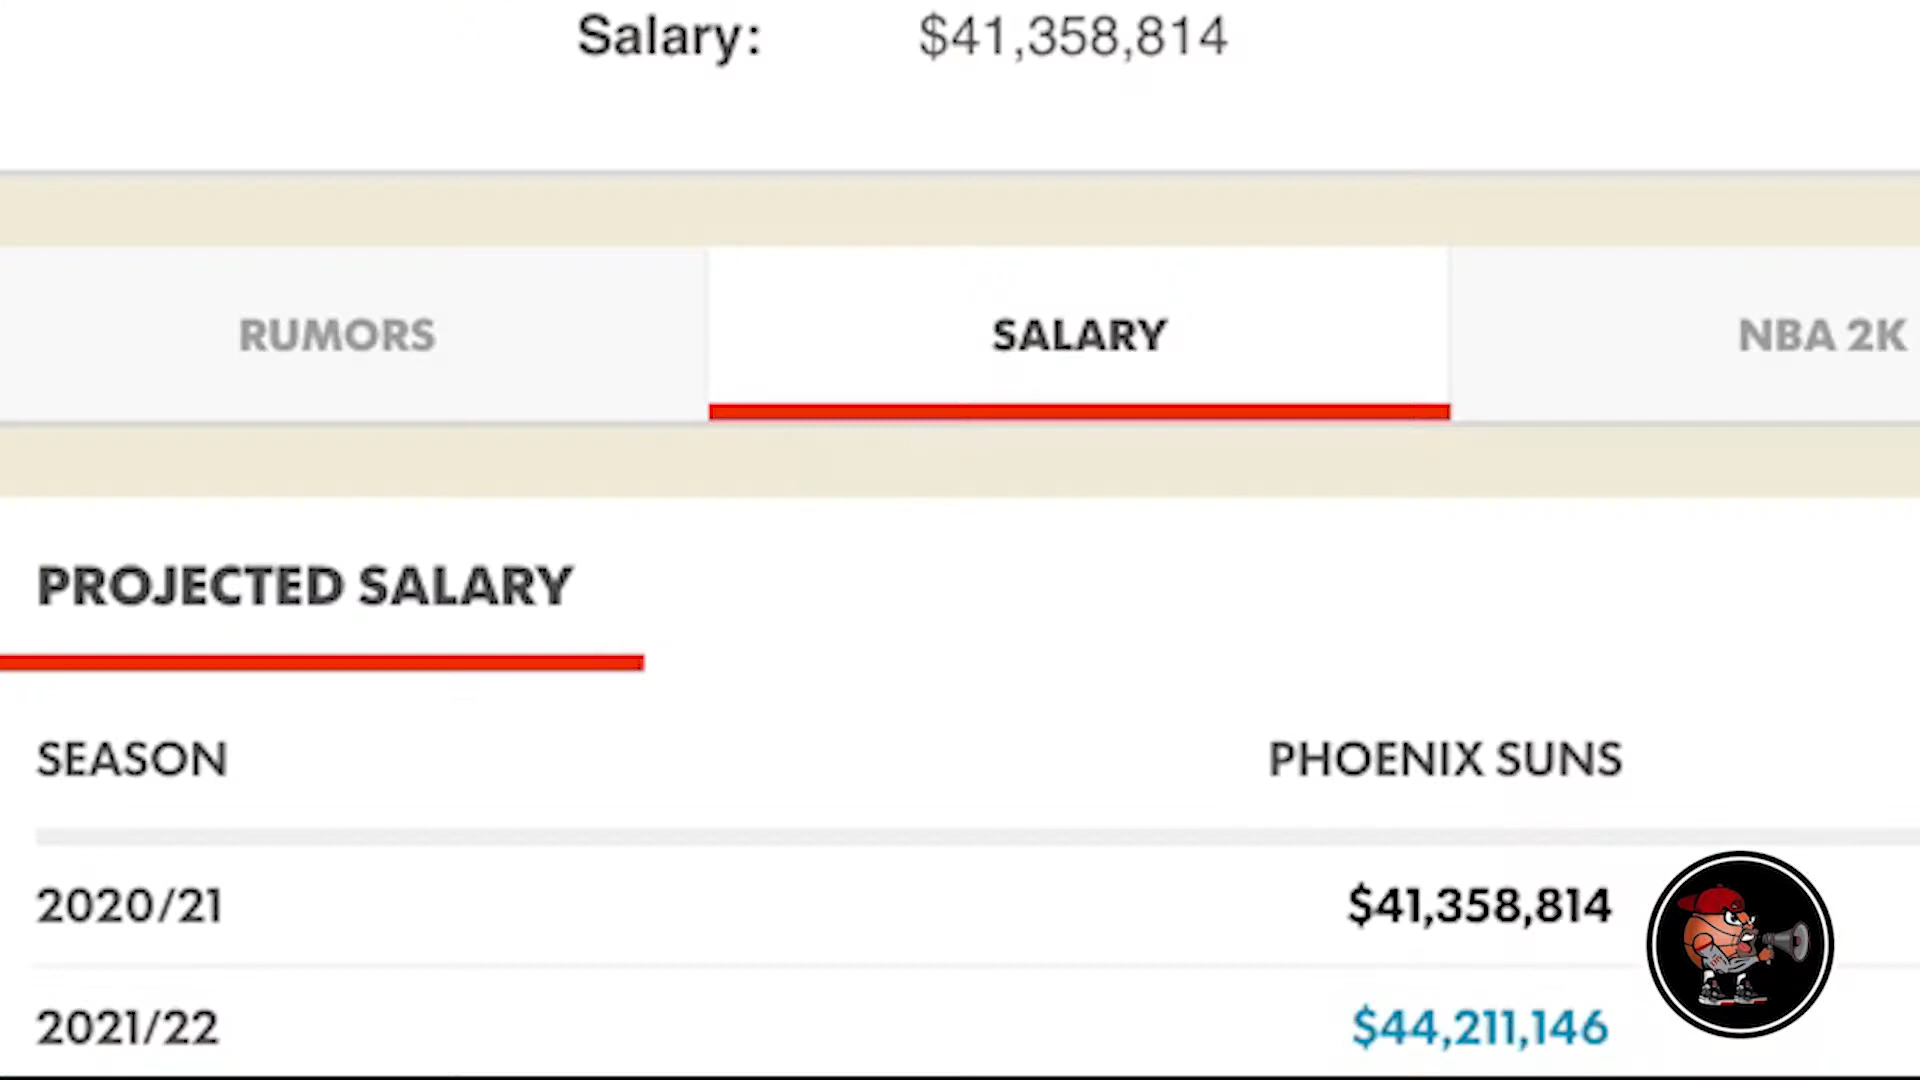 Salary: $41,358,814
RUMORS SALARY NBA 2K
PROJECTED SALARY
SEASON PHOENIX SUNS
2020/21 $41,358,814
2021/22 $44,211,146